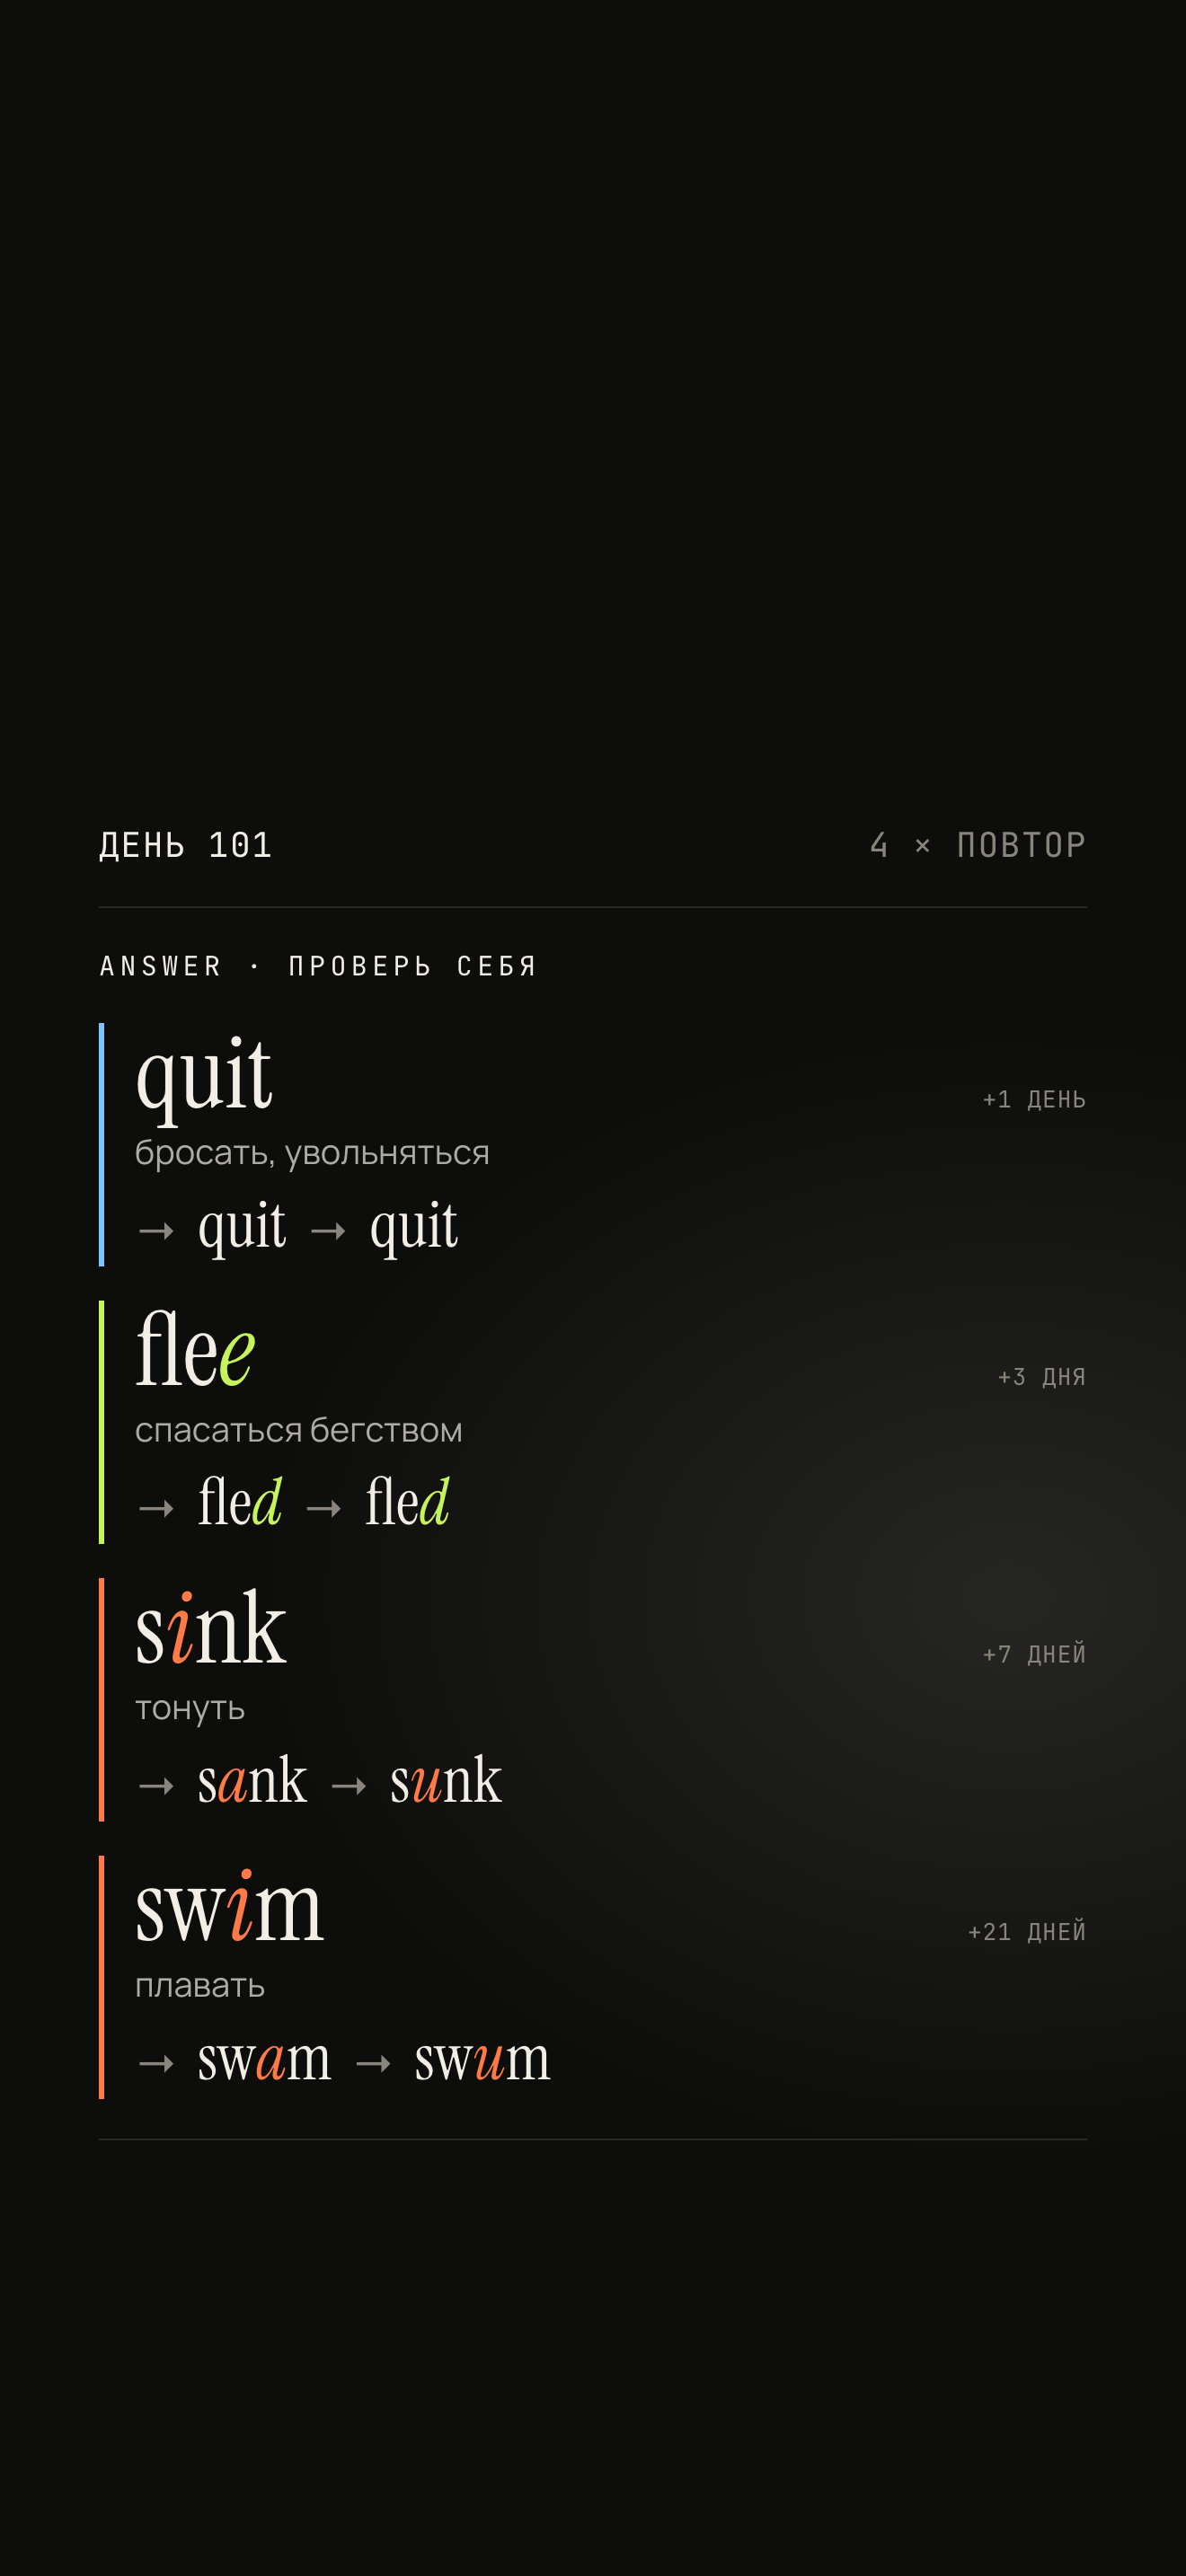 ДЕНЬ 101
4 × ПОВТОР
ANSWER · ПРОВЕРЬ СЕБЯ
quit
+1 ДЕНЬ
бросать, увольняться
→ quit → quit
flee
+3 ДНЯ
спасаться бегством
→ fled → fled
sink
+7 ДНЕЙ
тонуть
→ sank → sunk
swim
+21 ДНЕЙ
плавать
→ swam → swum